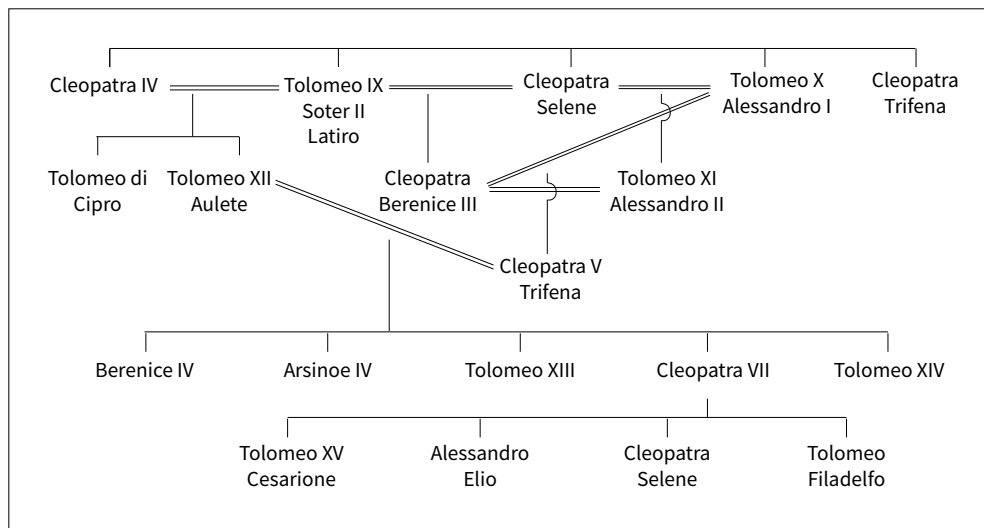 Cleopatra IV
Tolomeo IX
Soter II
Latiro
Cleopatra
Selene
Tolomeo X
Alessandro I
Cleopatra
Trifena
Tolomeo di
Cipro
Tolomeo XII
Aulete
Cleopatra
Berenice III
Tolomeo XI
Alessandro II
Cleopatra V
Trifena
Berenice IV
Arsinoe IV
Tolomeo XIII
Cleopatra VII
Tolomeo XIV
Tolomeo XV
Cesarione
Alessandro
Elio
Cleopatra
Selene
Tolomeo
Filadelfo